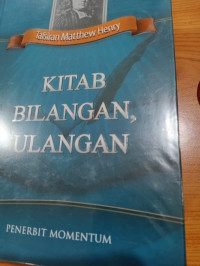 Tafsiran Matthew Henry
KITAB
BILANGAN,
ULANGAN
PENERBIT MOMENTUM